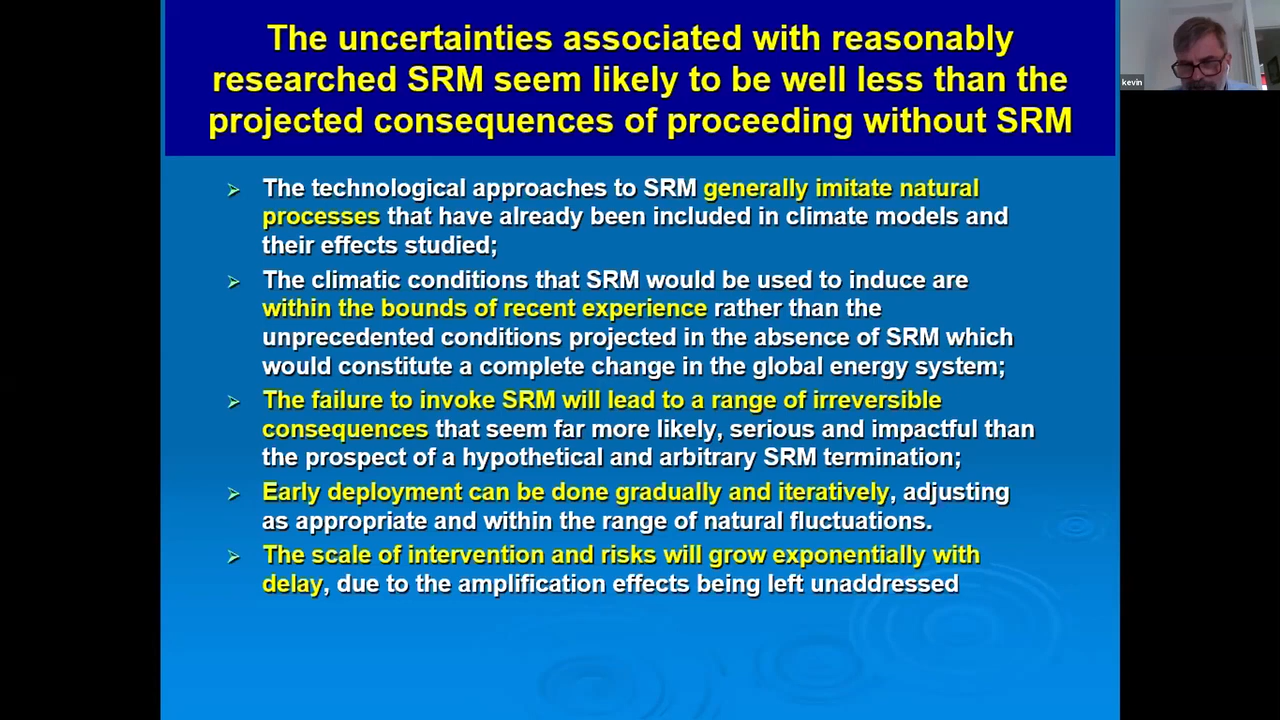 The uncertainties associated with reasonably
researched SRM seem likely to be well less than the
projected consequences of proceeding without SRM
kevin
The technological approaches to SRM generally imitate natural
processes that have already been included in climate models and
their effects studied;
The climatic conditions that SRM would be used to induce are
within the bounds of recent experience rather than the
unprecedented conditions projected in the absence of SRM which
would constitute a complete change in the global energy system;
The failure to invoke SRM will lead to a range of irreversible
consequences that seem far more likely, serious and impactful than
the prospect of a hypothetical and arbitrary SRM termination;
Early deployment can be done gradually and iteratively, adjusting
as appropriate and within the range of natural fluctuations.
The scale of intervention and risks will grow exponentially with
delay, due to the amplification effects being left unaddressed